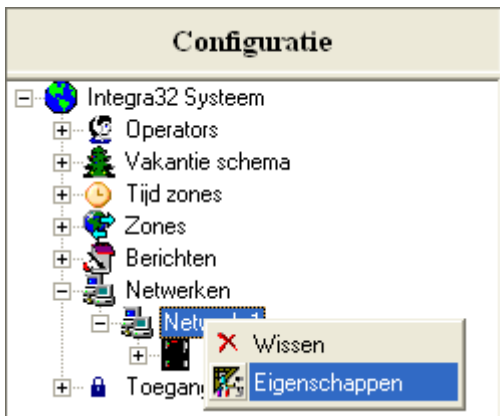 Configuratie
Integra32 Systeem
Operators
Vakantie schema
Tijd zones
Zones
Berichten
Netwerken
Wissen
Eigenschappen